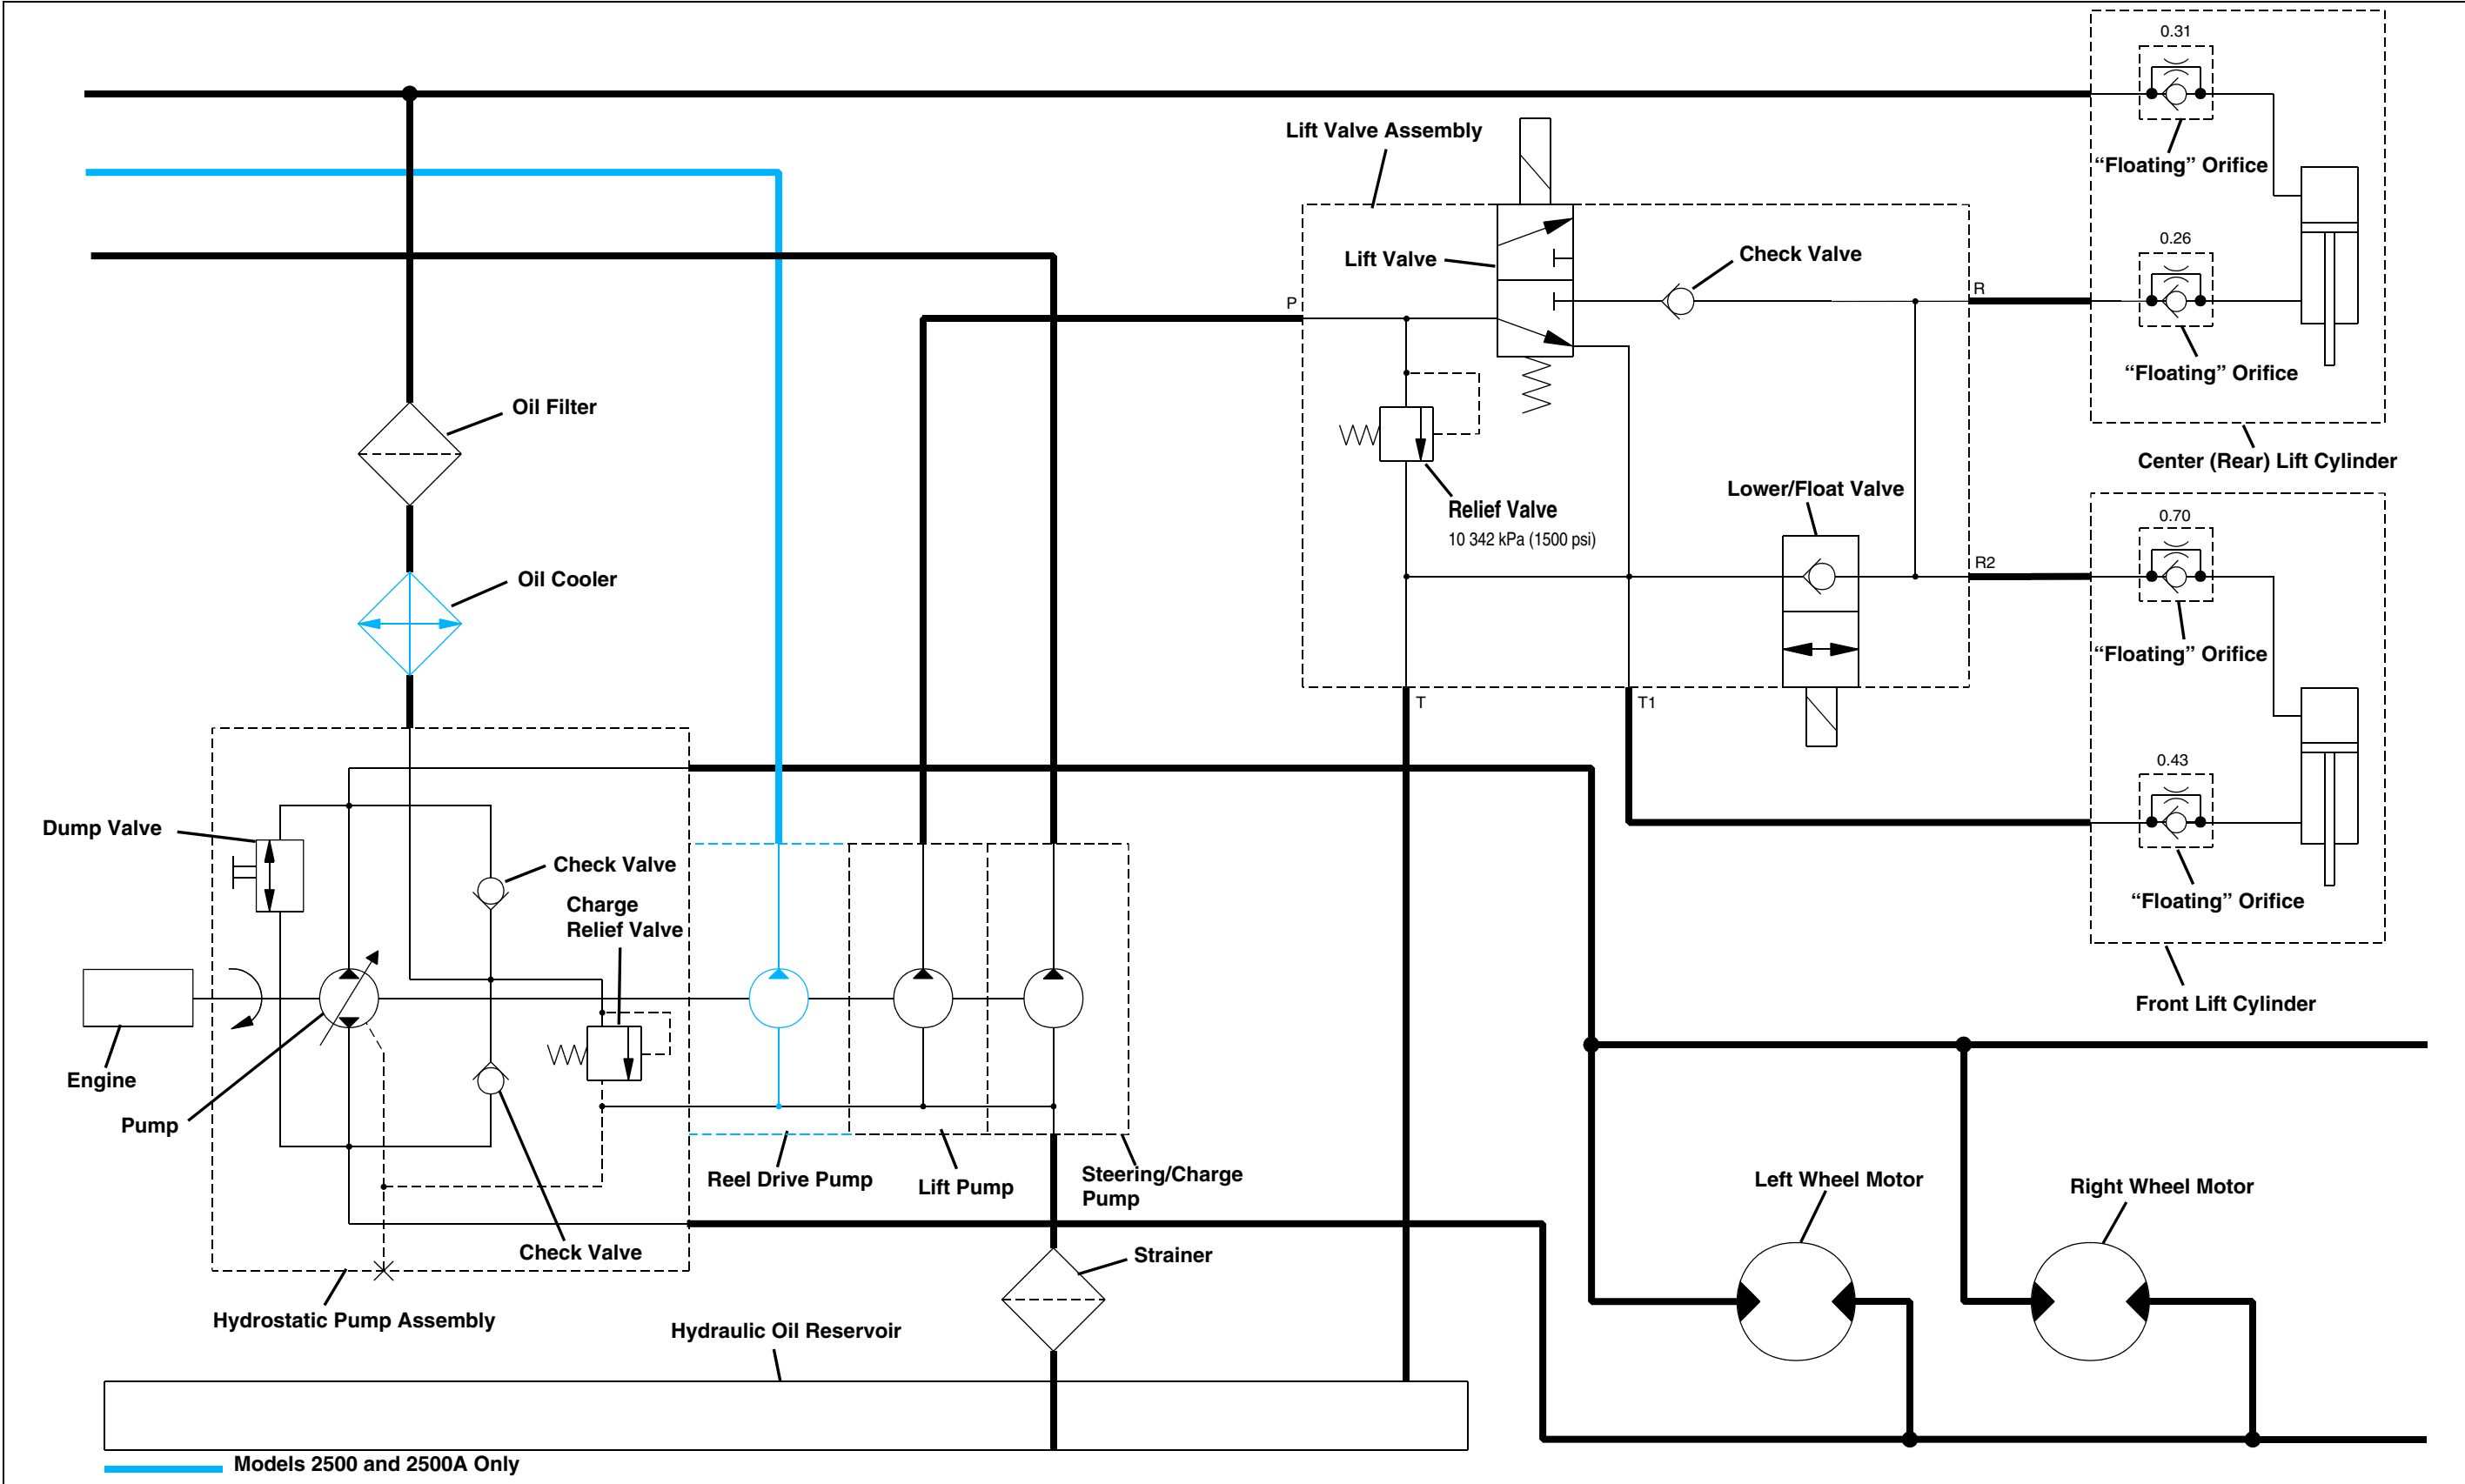 0.31
“Floating” Orifice
Lift Valve Assembly
Lift Valve
Check Valve
0.26
P
R
“Floating” Orifice
Oil Filter
Center (Rear) Lift Cylinder
Relief Valve
10 342 kPa (1500 psi)
Lower/Float Valve
0.70
R2
Oil Cooler
“Floating” Orifice
T
T1
0.43
Dump Valve
Check Valve
Charge
Relief Valve
“Floating” Orifice
Front Lift Cylinder
Engine
Pump
Reel Drive Pump
Lift Pump
Steering/Charge
Pump
Left Wheel Motor
Right Wheel Motor
Check Valve
Strainer
Hydrostatic Pump Assembly
Hydraulic Oil Reservoir
Models 2500 and 2500A Only